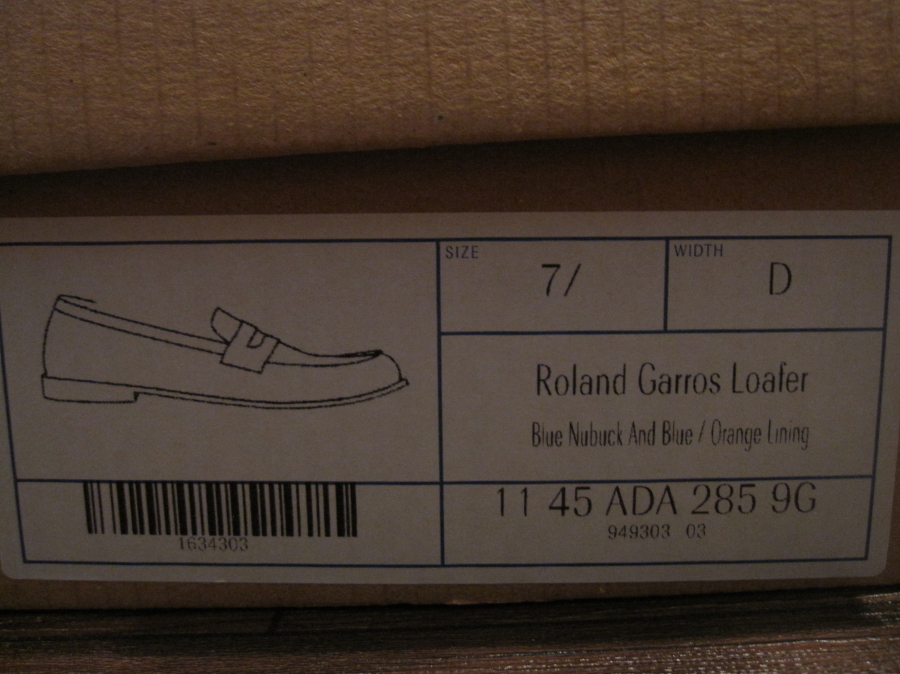 SIZE
7/
WIDTH
D
Roland Garros Loafer
Blue Nubuck And Blue / Orange Lining
1634303
11 45 ADA 285 9G
949303 03